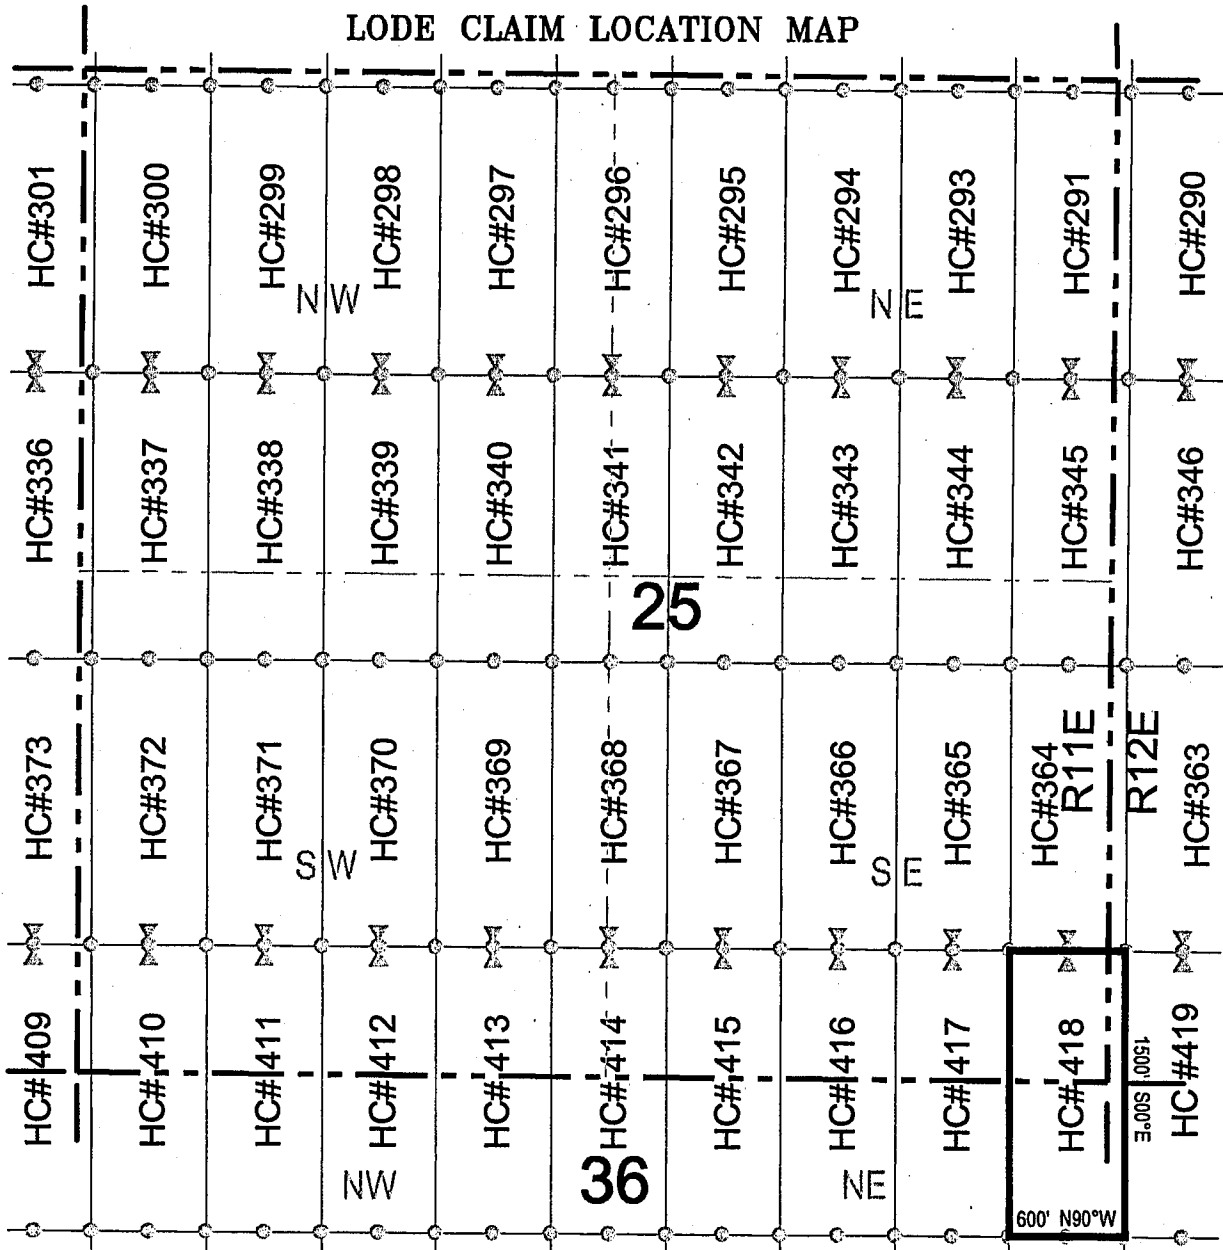 LODE CLAIM LOCATION MAP
HC#301
HC#300
HC#299
HC#298
HC#297
HC#296
HC#295
HC#294
HC#293
HC#291
HC#290
NW
NE
HC#336
HC#337
HC#338
HC#339
HC#340
HC#341
HC#342
HC#343
HC#344
HC#345
HC#346
25
HC#373
HC#372
HC#371
HC#370
HC#369
HC#368
HC#367
HC#366
HC#365
HC#364
R11E
R12E
HC#363
SW
SE
HC#409
HC#410
HC#411
HC#412
HC#413
HC#414
HC#415
HC#416
HC#417
HC#418
1500' S00°E
HC#419
NW
36
NE
600' N90°W